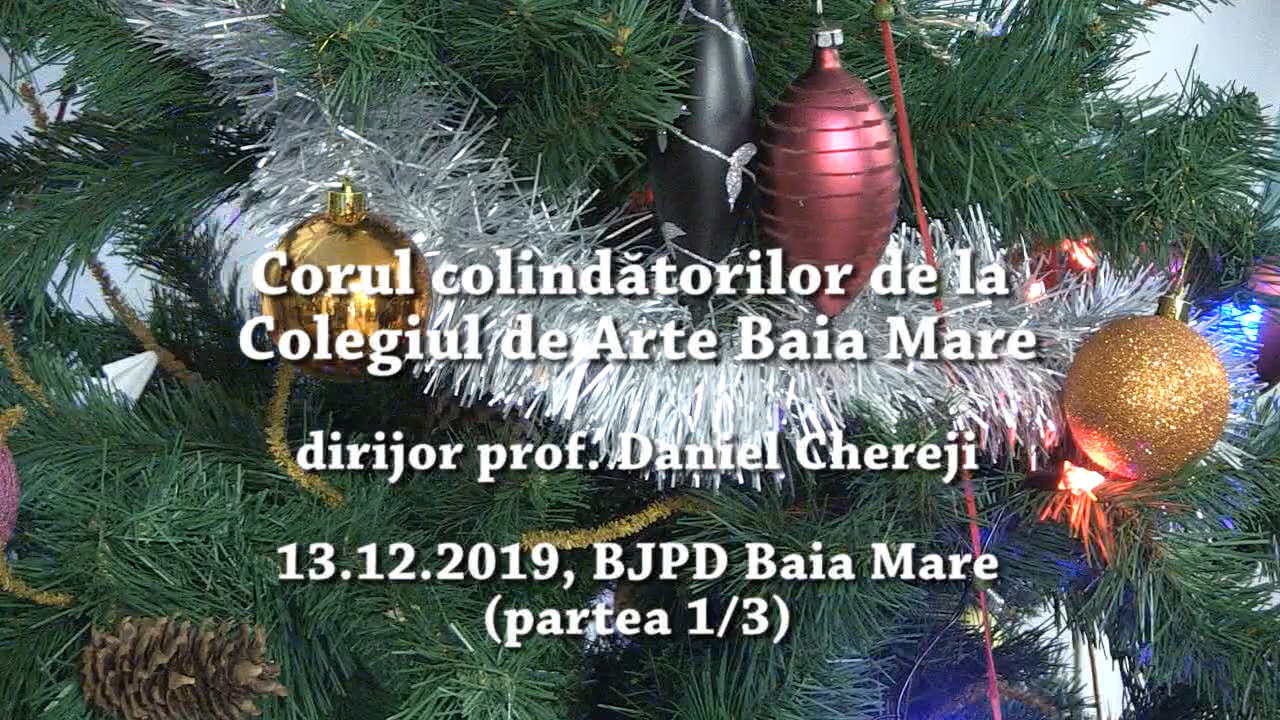 Corul colindătorilor de la
Colegiul de Arte Baia Mare
dirijor prof. Daniel Chereji
13.12.2019, BJPD Baia Mare
(partea 1/3)